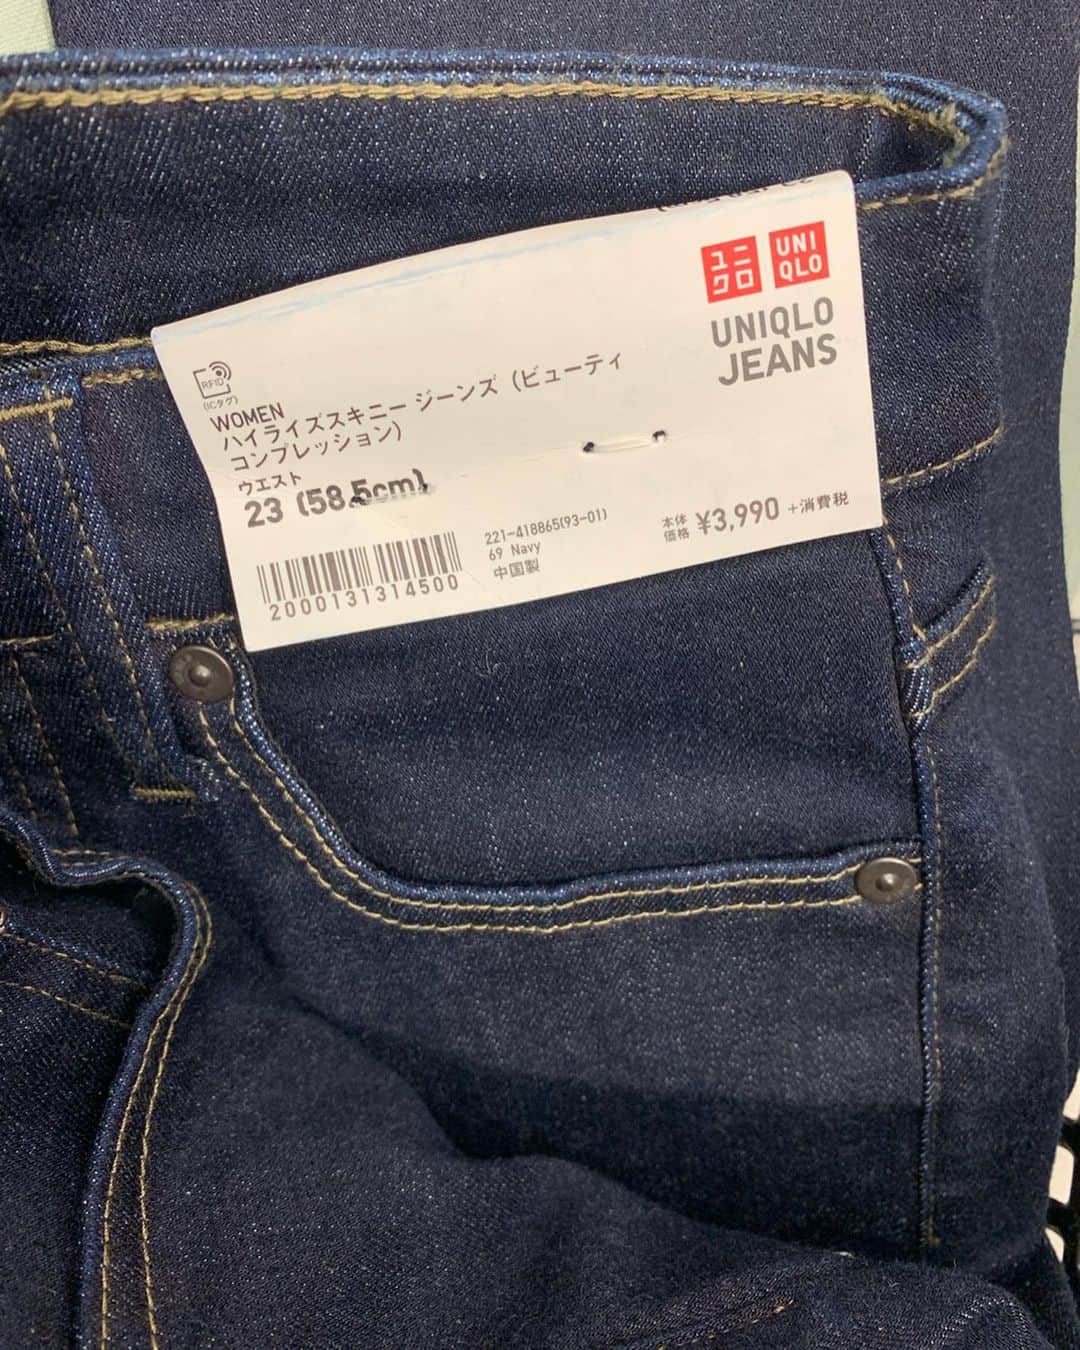 ユニ
クロ
UNI
QLO
UNIQLO
JEANS
RFID
(ICタグ)
WOMEN
ハイライズスキニー ジーンズ（ビューティ
コンプレッション）
ウエスト
23 (58.5cm)
2000131314500
221-418865(93-01)
69 Navy
中国製
本体
価格 ¥3,990 +消費税